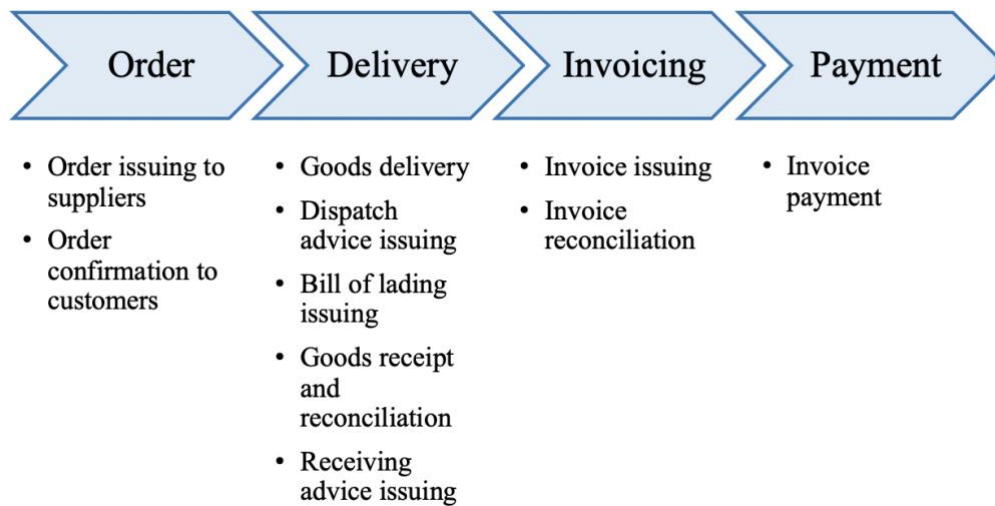 Order
Delivery
Invoicing
Payment
• Order issuing to
suppliers
• Order
confirmation to
customers
• Goods delivery
• Dispatch
advice issuing
• Bill of lading
issuing
• Goods receipt
and
reconciliation
• Receiving
advice issuing
• Invoice issuing
• Invoice
reconciliation
• Invoice
payment